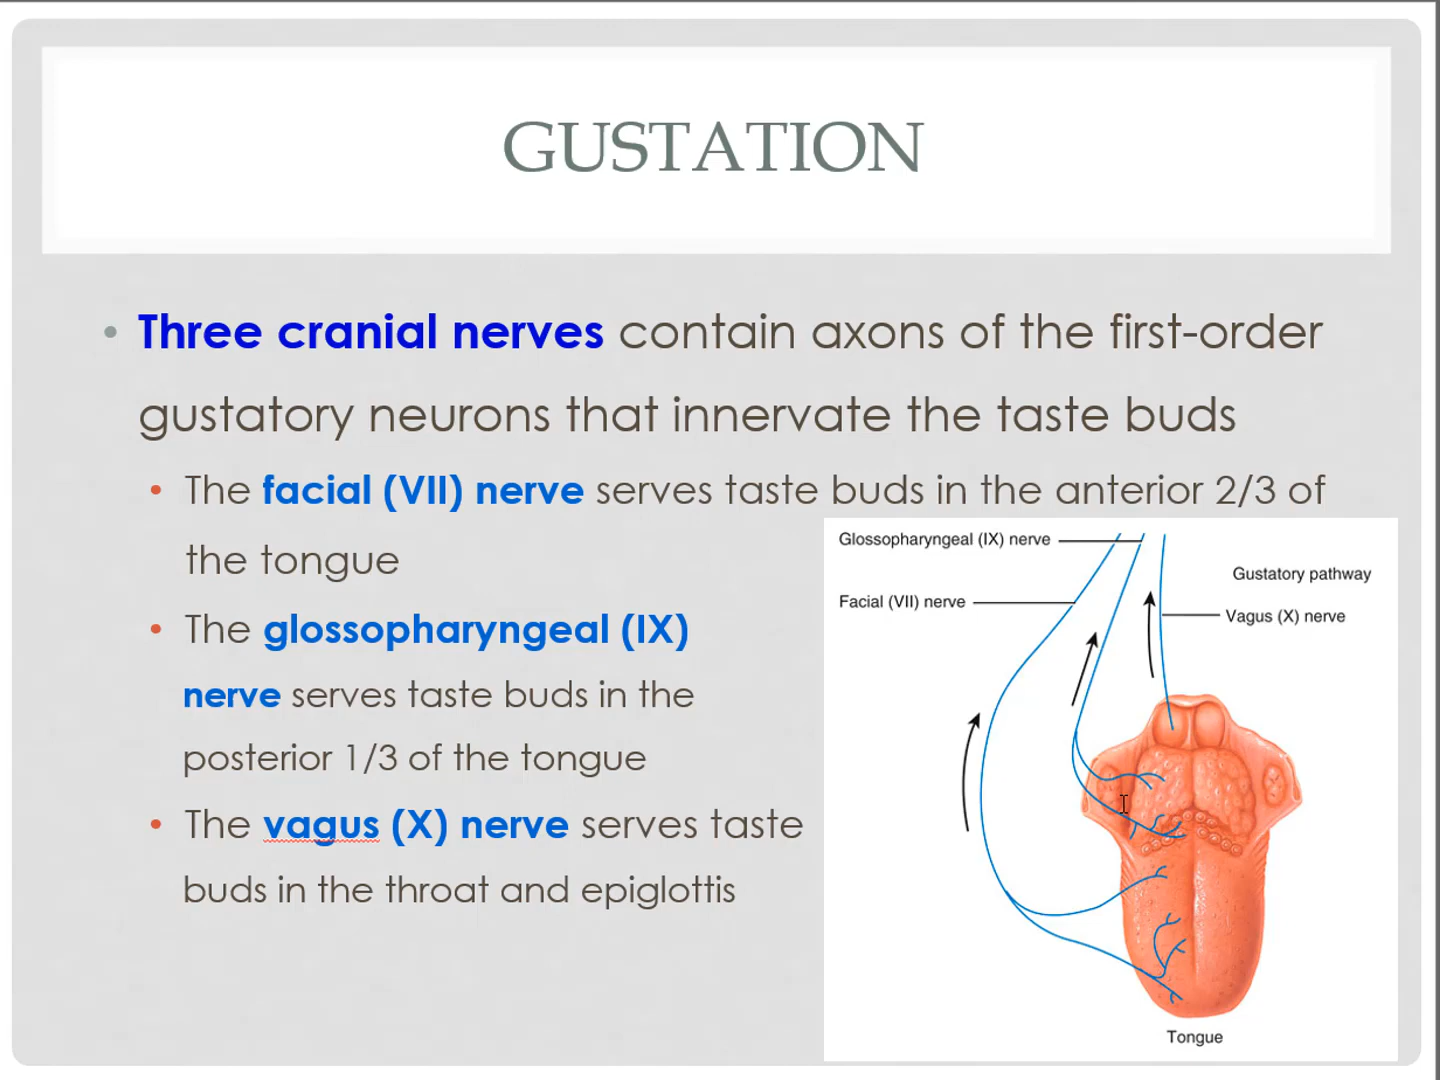 GUSTATION
• Three cranial nerves contain axons of the first-order
gustatory neurons that innervate the taste buds
• The facial (VII) nerve serves taste buds in the anterior 2/3 of
the tongue
• The glossopharyngeal (IX)
nerve serves taste buds in the
posterior 1/3 of the tongue
• The vagus (X) nerve serves taste
buds in the throat and epiglottis
Glossopharyngeal (IX) nerve
Gustatory pathway
Facial (VII) nerve
Vagus (X) nerve
Tongue